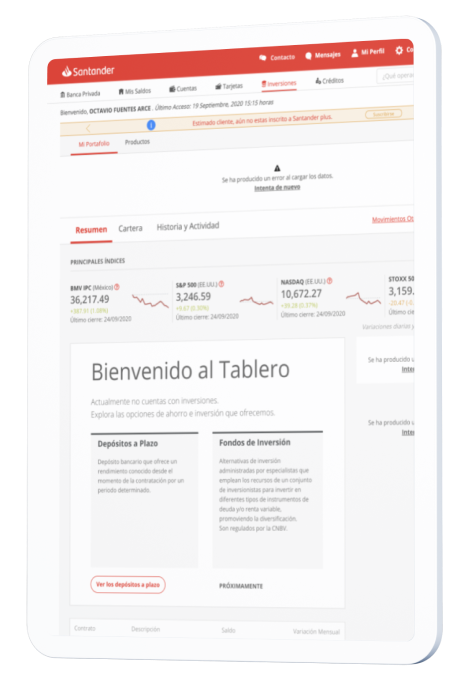 Santander
Contacto Mensajes Mi Perfil Co
Banca Privada Mis Saldos Cuentas Tarjetas Inversiones Créditos ¿Qué opera
Bienvenido, OCTAVIO FUENTES ARCE . Último Acceso: 19 Septiembre, 2020 15:15 horas
Estimado cliente, aún no estas inscrito a Santander plus.
Mi Portafolio Productos
Se ha producido un error al cargar los datos.
Intenta de nuevo
Resumen Cartera Historia y Actividad
Movimientos Ot
PRINCIPALES ÍNDICES
BMV IPC (México) S&P 500 (EE.UU.) NASDAQ (EE.UU.) STOXX 50
36,217.49 3,246.59 10,672.27 3,159.
+387.91 (1.08%) +9.67 (0.30%) +39.28 (0.37%) -20.47 (-0.
Último cierre: 24/09/2020 Último cierre: 24/09/2020 Último cierre: 24/09/2020 Último cie
Variaciones diarias y
Bienvenido al Tablero
Actualmente no cuentas con inversiones.
Explora las opciones de ahorro e inversión que ofrecemos.
Se ha producido u
Inten
Se ha producido u
Inten
Depósitos a Plazo
Depósito bancario que ofrece un
rendimiento conocido desde el
momento de la contratación por un
periodo determinado.
Ver los depósitos a plazo
Fondos de Inversión
Alternativas de inversión
administradas por especialistas que
emplean los recursos de un conjunto
de inversionistas para invertir en
diferentes tipos de instrumentos de
deuda y/o renta variable,
promoviendo la diversificación.
Son regulados por la CNBV.
PRÓXIMAMENTE
Contrato Descripción Saldo Variación Mensual